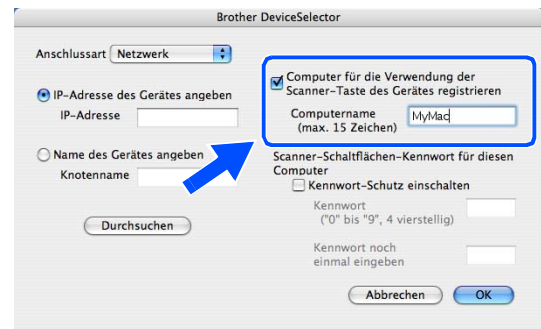 Brother DeviceSelector
Anschlussart Netzwerk
IP-Adresse des Gerätes angeben
IP-Adresse
Name des Gerätes angeben
Knotenname
Durchsuchen
Computer für die Verwendung der
Scanner-Taste des Gerätes registrieren
Computername
(max. 15 Zeichen)
MyMac
Scanner-Schaltflächen-Kennwort für diesen
Computer
Kennwort-Schutz einschalten
Kennwort
("0" bis "9", 4 vierstellig)
Kennwort noch
einmal eingeben
Abbrechen
OK